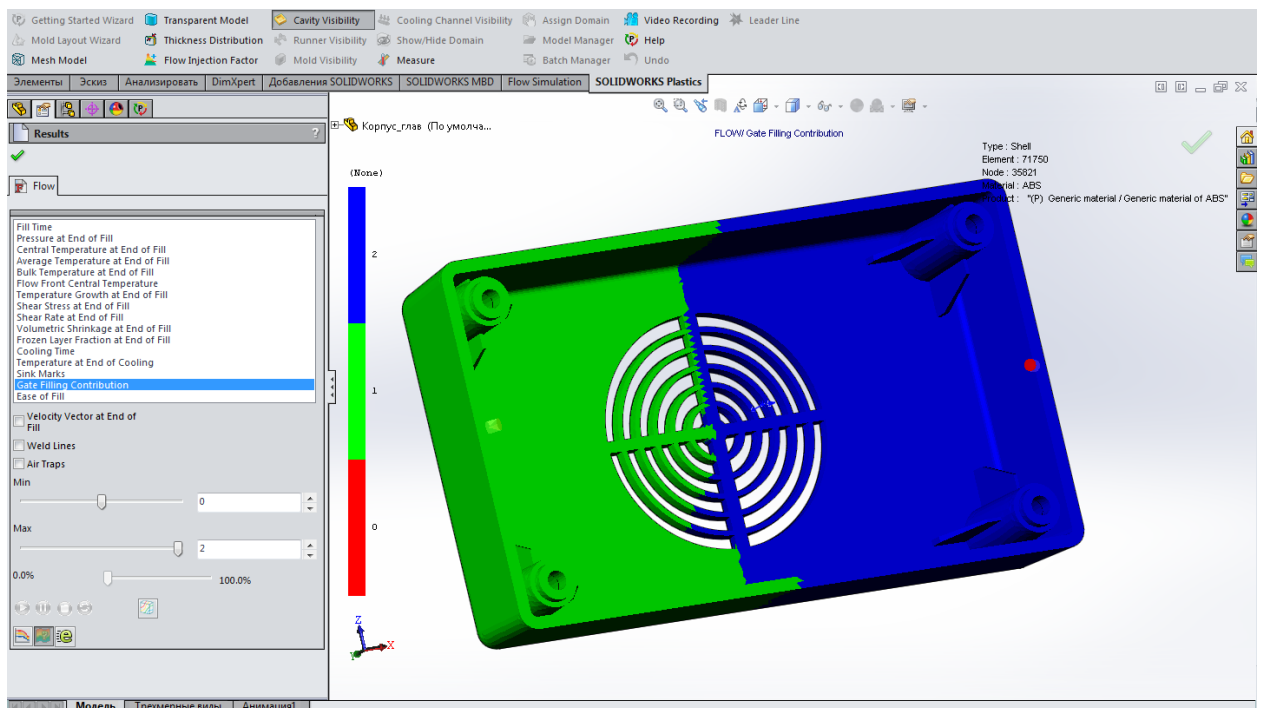 Getting Started Wizard Transparent Model Cavity Visibility Cooling Channel Visibility Assign Domain Video Recording Leader Line
Mold Layout Wizard Thickness Distribution Runner Visibility Show/Hide Domain Model Manager Help
Mesh Model Flow Injection Factor Mold Visibility Measure Batch Manager Undo
Элементы Эскиз Анализировать DimXpert Добавления SOLIDWORKS SOLIDWORKS MBD Flow Simulation SOLIDWORKS Plastics
Results ?
Flow
Fill Time
Pressure at End of Fill
Central Temperature at End of Fill
Average Temperature at End of Fill
Bulk Temperature at End of Fill
Flow Front Central Temperature
Temperature Growth at End of Fill
Shear Stress at End of Fill
Shear Rate at End of Fill
Volumetric Shrinkage at End of Fill
Frozen Layer Fraction at End of Fill
Cooling Time
Temperature at End of Cooling
Sink Marks
Gate Filling Contribution
Ease of Fill
Velocity Vector at End of
Fill
Weld Lines
Air Traps
Min
0
Max
2
0.0% 100.0%
Корпус_глав (По умолча...
FLOW/ Gate Filling Contribution
Type : Shell
Element : 71750
Node : 35821
: ABS
: "(P) Generic material / Generic material of ABS"
(None)
2
1
0
Z
X
Y
Модель Трехмерные виды Анимация1